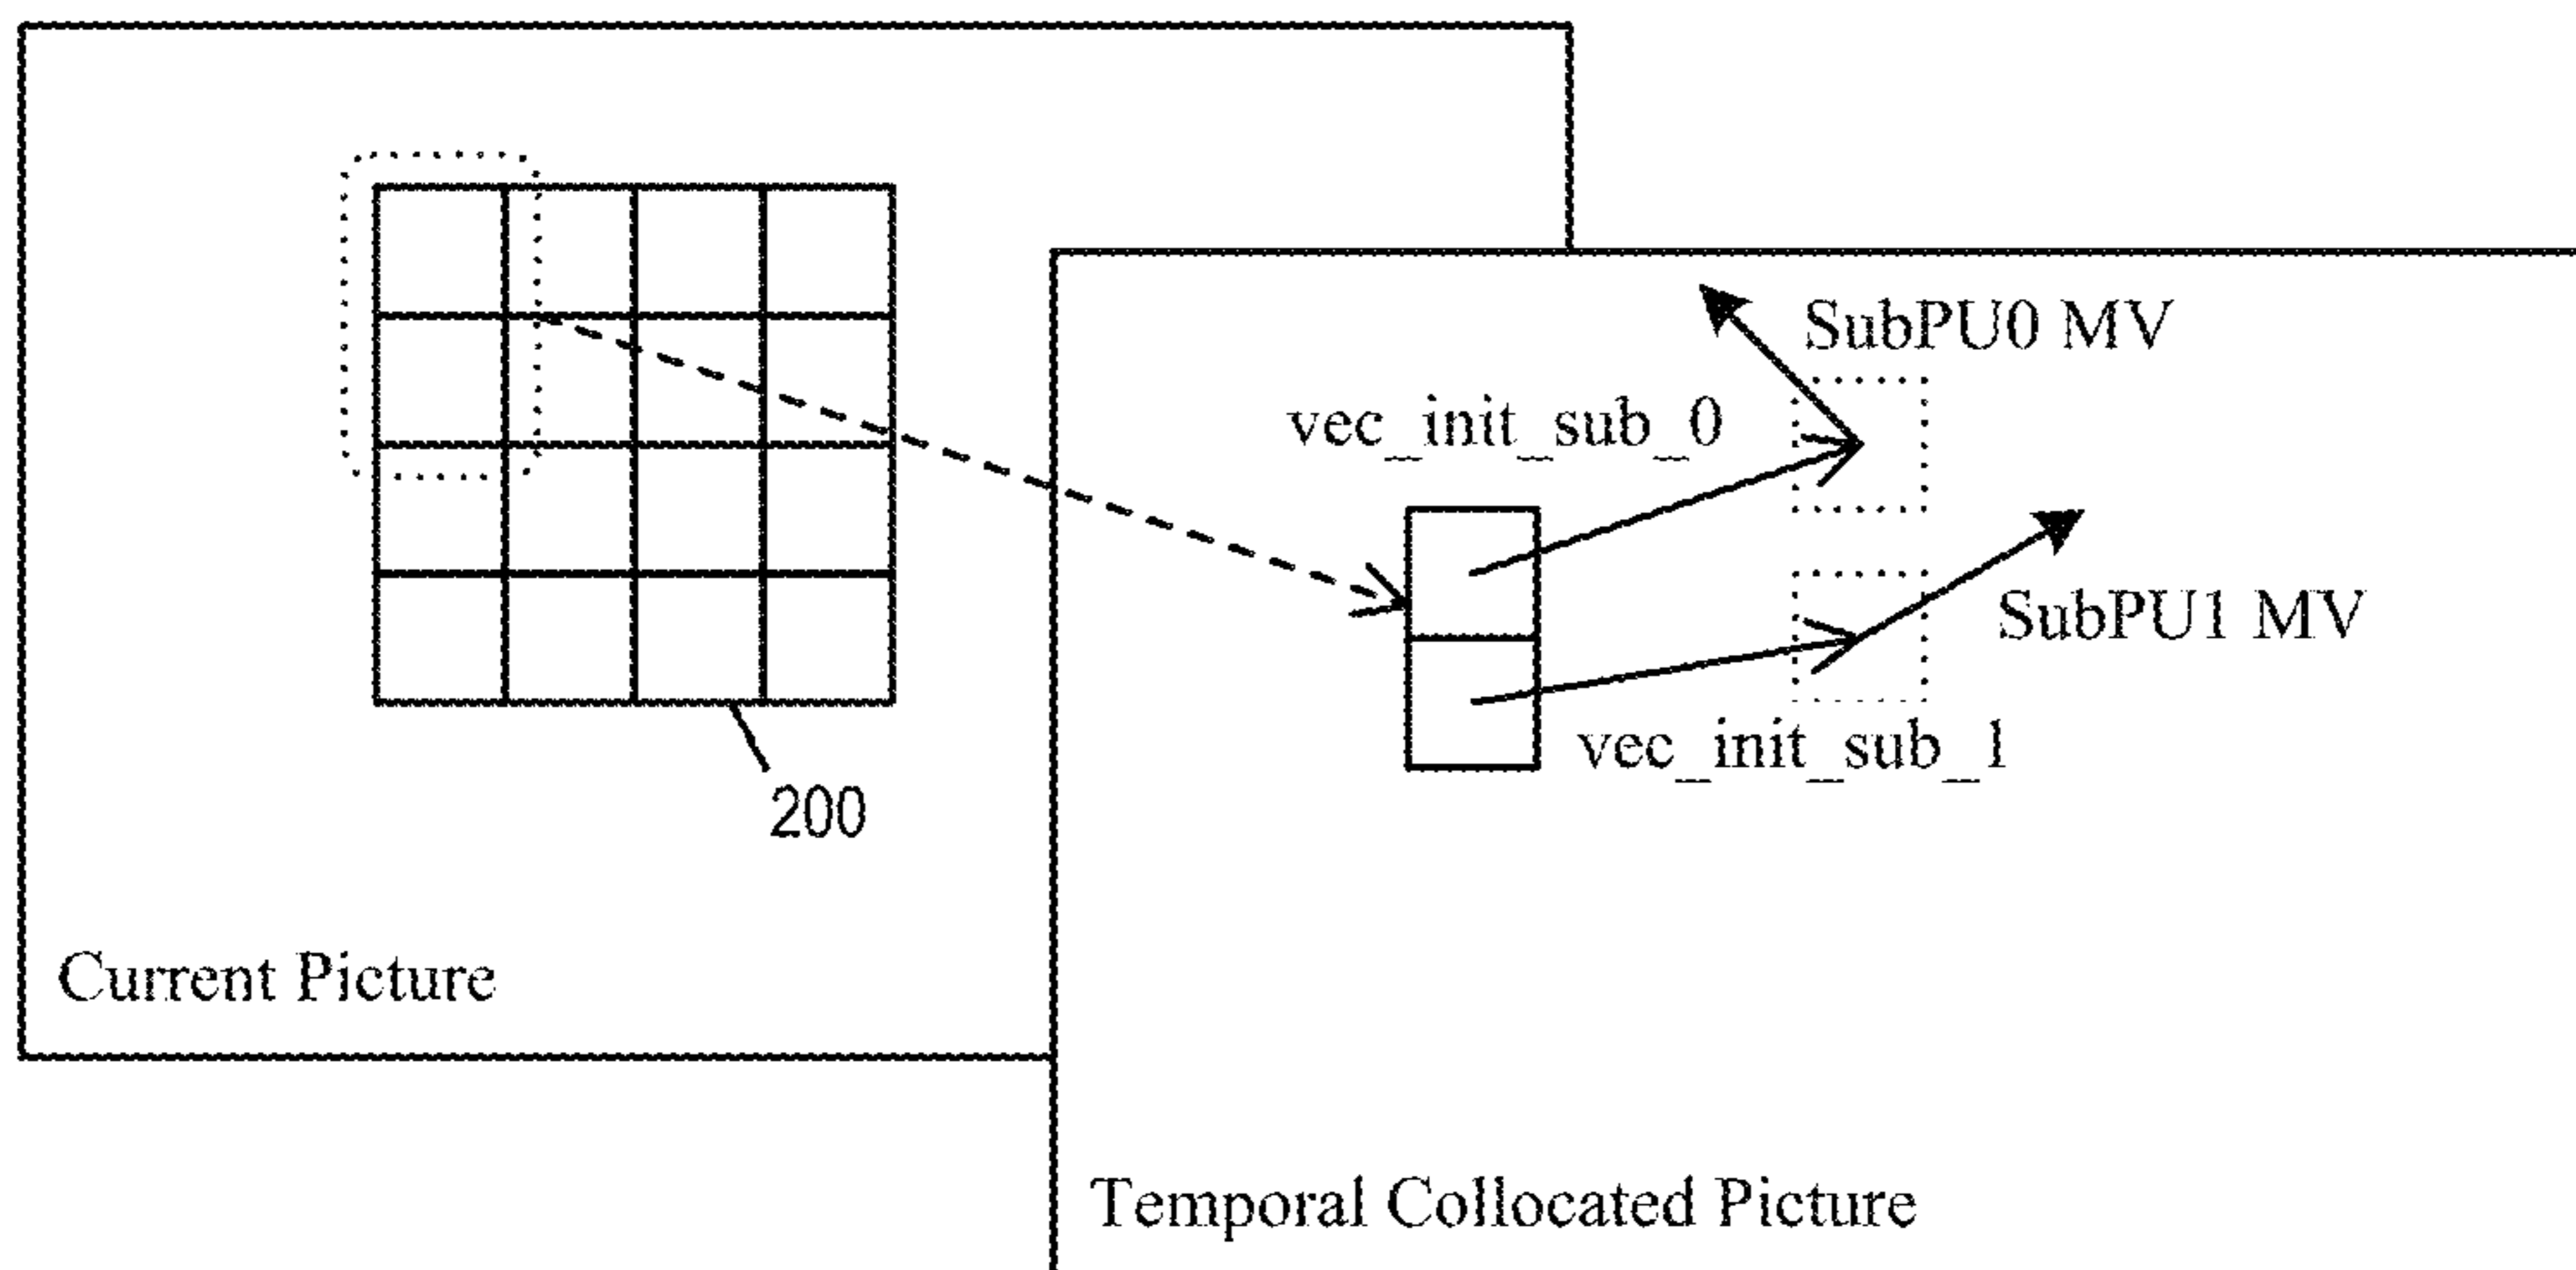 SubPU0 MV
vec_init_sub_0
SubPU1 MV
vec_init_sub_1
200
Current Picture
Temporal Collocated Picture